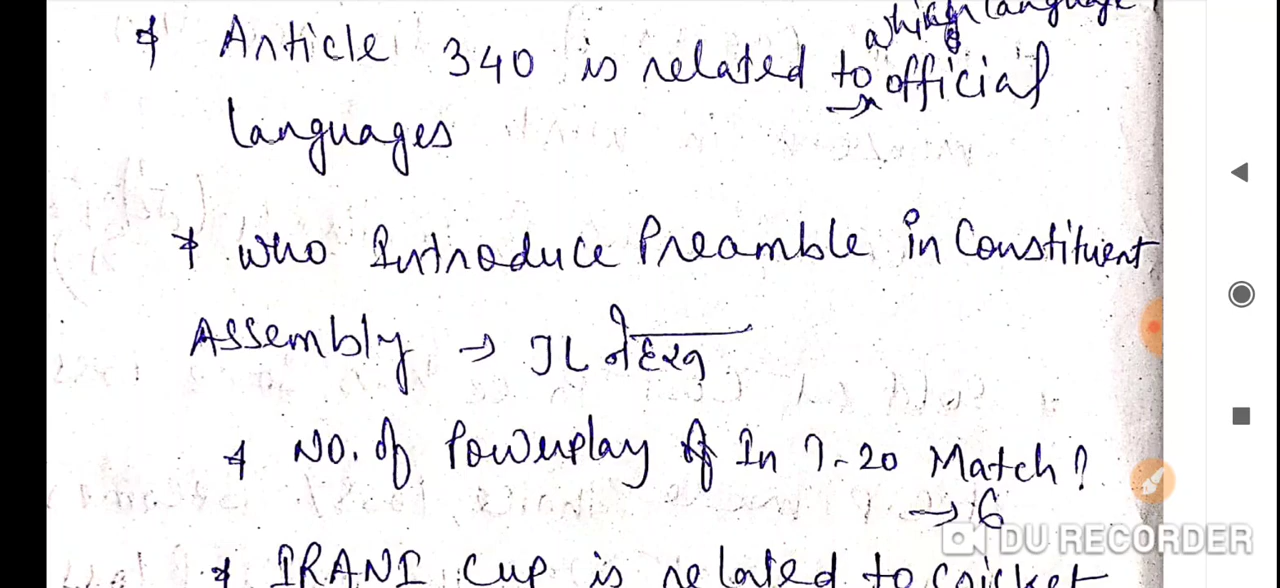 which language
* Article 340 is related to official
languages
* who Introduce Preamble in Constituent
Assembly → JL नेहरू
* No. of Powerplay In T-20 Match?
→ 6
DU RECORDER
* IRANI Cup is related to cricket